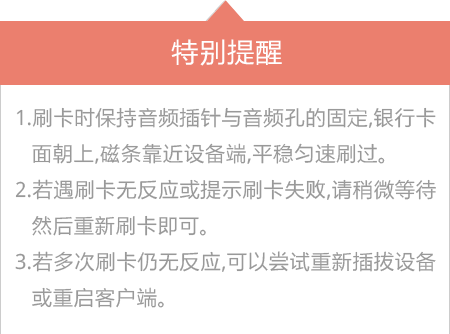 特别提醒
1.刷卡时保持音频插针与音频孔的固定,银行卡
面朝上,磁条靠近设备端,平稳匀速刷过。
2.若遇刷卡无反应或提示刷卡失败,请稍微等待
然后重新刷卡即可。
3.若多次刷卡仍无反应,可以尝试重新插拔设备
或重启客户端。